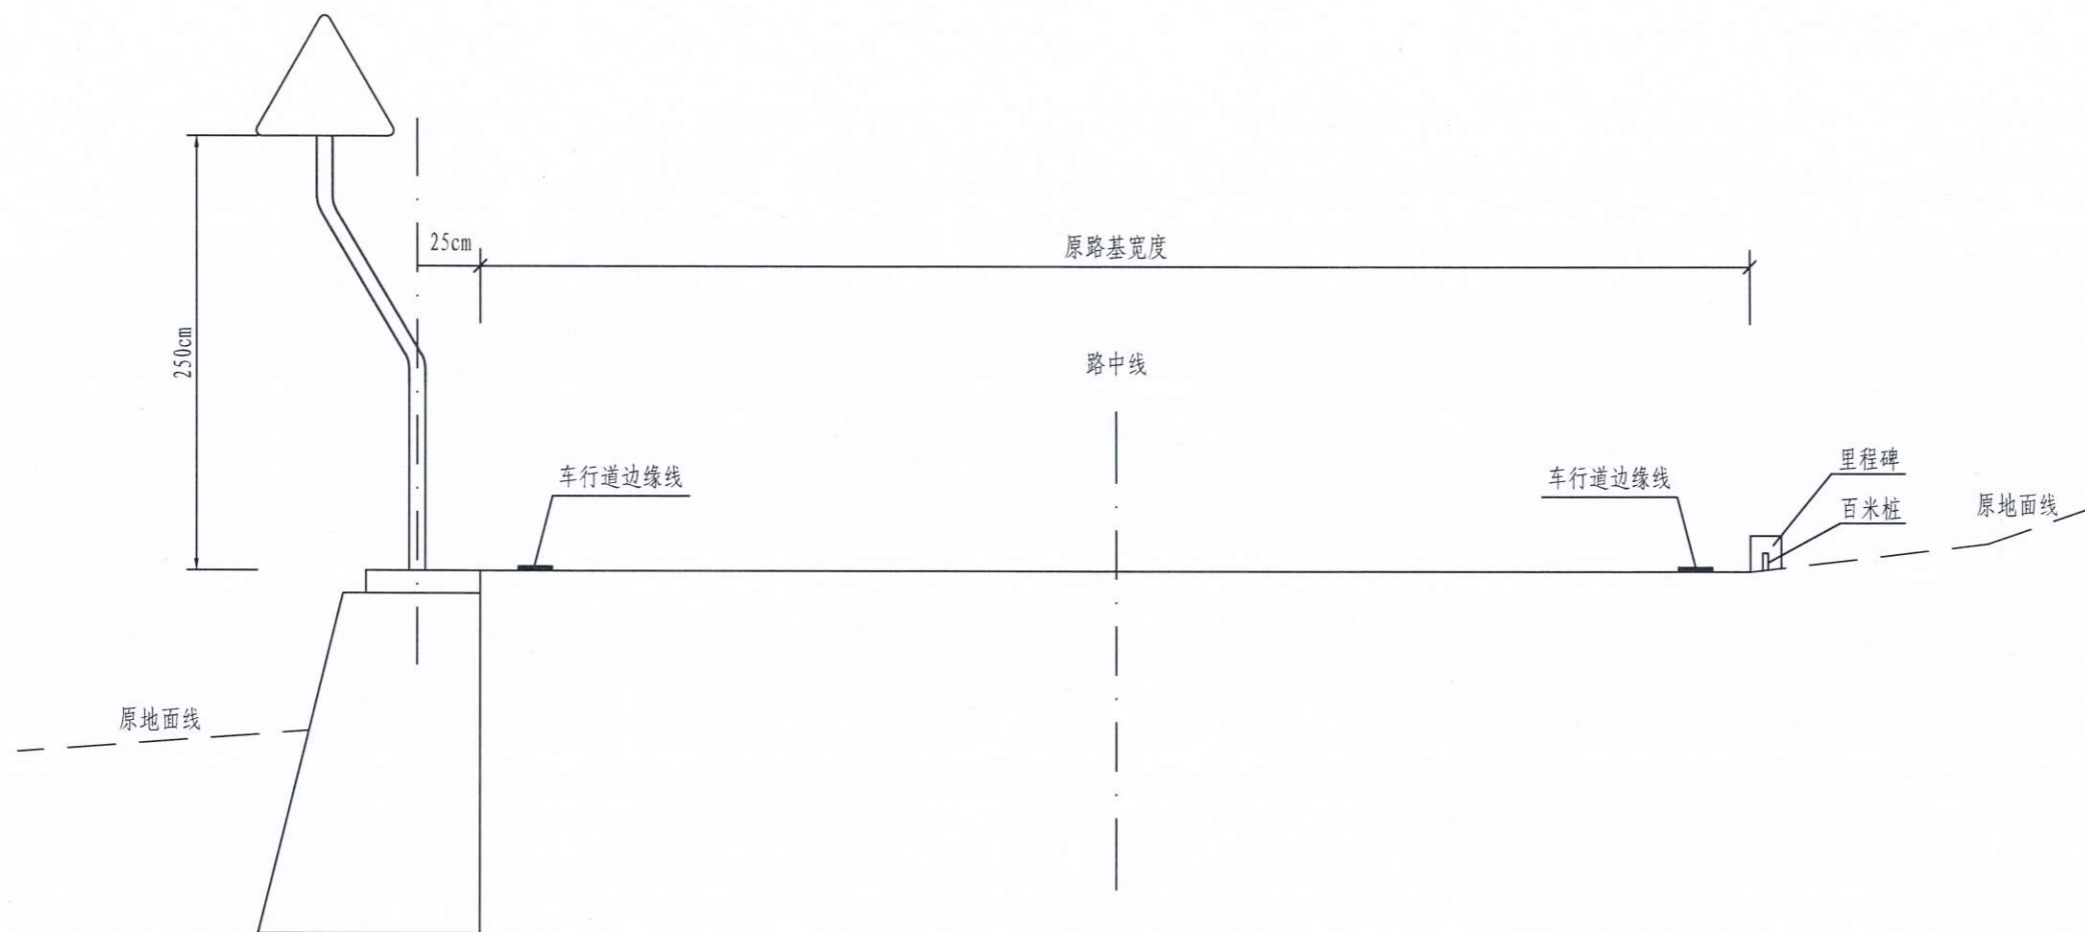 25cm
原路基宽度
250cm
路中线
车行道边缘线
车行道边缘线
里程碑
百米桩
原地面线
原地面线